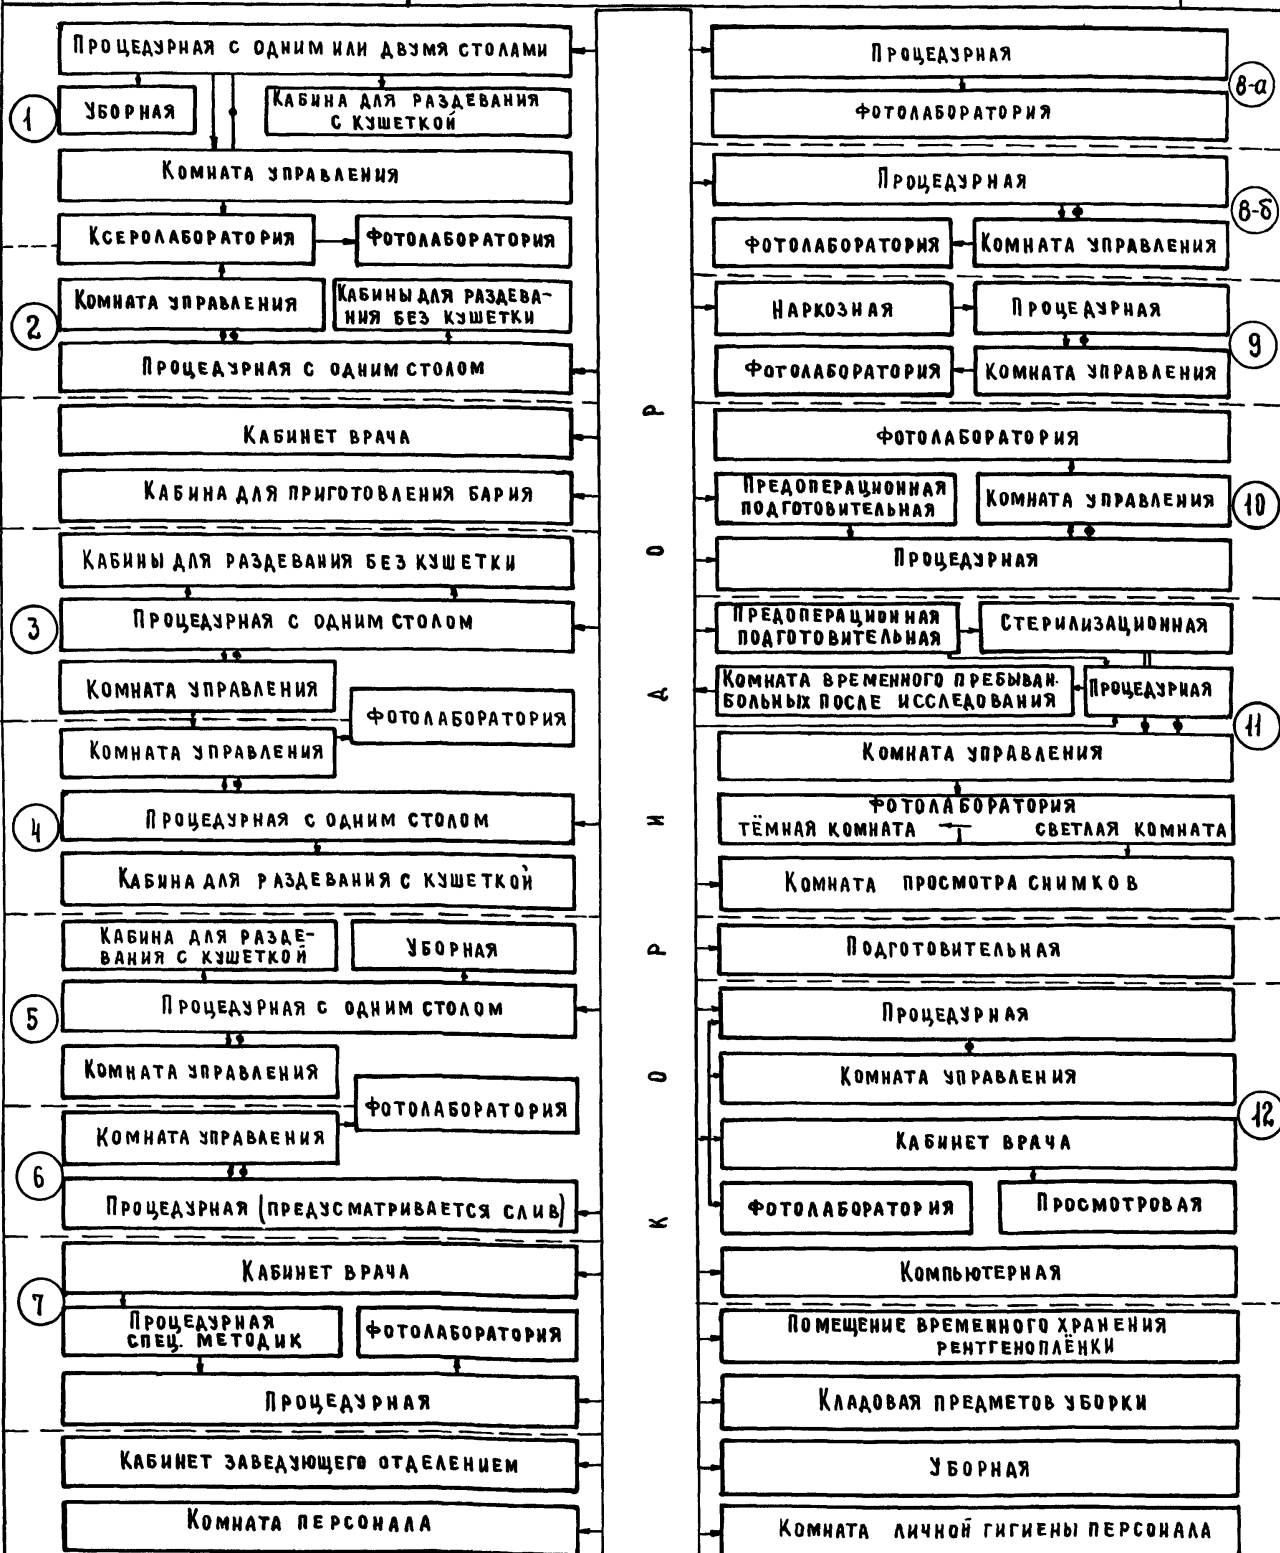 ПРОЦЕДУРНАЯ С ОДНИМ ИЛИ ДВУМЯ СТОЛАМИ
1
УБОРНАЯ
КАБИНА ДЛЯ РАЗДЕВАНИЯ
С КУШЕТКОЙ
КОМНАТА УПРАВЛЕНИЯ
КСЕРОЛАБОРАТОРИЯ
ФОТОЛАБОРАТОРИЯ
2
КОМНАТА УПРАВЛЕНИЯ
КАБИНЫ ДЛЯ РАЗДЕВА-
НИЯ БЕЗ КУШЕТКИ
ПРОЦЕДУРНАЯ С ОДНИМ СТОЛОМ
КАБИНЕТ ВРАЧА
КАБИНА ДЛЯ ПРИГОТОВЛЕНИЯ БАРИЯ
КАБИНЫ ДЛЯ РАЗДЕВАНИЯ БЕЗ КУШЕТКИ
3
ПРОЦЕДУРНАЯ С ОДНИМ СТОЛОМ
КОМНАТА УПРАВЛЕНИЯ
ФОТОЛАБОРАТОРИЯ
КОМНАТА УПРАВЛЕНИЯ
4
ПРОЦЕДУРНАЯ С ОДНИМ СТОЛОМ
КАБИНА ДЛЯ РАЗДЕВАНИЯ С КУШЕТКОЙ
КАБИНА ДЛЯ РАЗДЕ-
ВАНИЯ С КУШЕТКОЙ
УБОРНАЯ
5
ПРОЦЕДУРНАЯ С ОДНИМ СТОЛОМ
КОМНАТА УПРАВЛЕНИЯ
ФОТОЛАБОРАТОРИЯ
КОМНАТА УПРАВЛЕНИЯ
6
ПРОЦЕДУРНАЯ (ПРЕДУСМАТРИВАЕТСЯ СЛИВ)
КАБИНЕТ ВРАЧА
7
ПРОЦЕДУРНАЯ
СПЕЦ. МЕТОДИК
ФОТОЛАБОРАТОРИЯ
ПРОЦЕДУРНАЯ
КАБИНЕТ ЗАВЕДУЮЩЕГО ОТДЕЛЕНИЕМ
КОМНАТА ПЕРСОНАЛА
КОРИДОР
ПРОЦЕДУРНАЯ
8-а
ФОТОЛАБОРАТОРИЯ
ПРОЦЕДУРНАЯ
8-б
ФОТОЛАБОРАТОРИЯ
КОМНАТА УПРАВЛЕНИЯ
НАРКОЗНАЯ
ПРОЦЕДУРНАЯ
9
ФОТОЛАБОРАТОРИЯ
КОМНАТА УПРАВЛЕНИЯ
ФОТОЛАБОРАТОРИЯ
ПРЕДОПЕРАЦИОННАЯ
ПОДГОТОВИТЕЛЬНАЯ
КОМНАТА УПРАВЛЕНИЯ
10
ПРОЦЕДУРНАЯ
ПРЕДОПЕРАЦИОННАЯ
ПОДГОТОВИТЕЛЬНАЯ
СТЕРИЛИЗАЦИОННАЯ
КОМНАТА ВРЕМЕННОГО ПРЕБЫВАН.
БОЛЬНЫХ ПОСЛЕ ИССЛЕДОВАНИЯ
ПРОЦЕДУРНАЯ
11
КОМНАТА УПРАВЛЕНИЯ
ФОТОЛАБОРАТОРИЯ
ТЁМНАЯ КОМНАТА
СВЕТЛАЯ КОМНАТА
КОМНАТА ПРОСМОТРА СНИМКОВ
ПОДГОТОВИТЕЛЬНАЯ
ПРОЦЕДУРНАЯ
КОМНАТА УПРАВЛЕНИЯ
12
КАБИНЕТ ВРАЧА
ФОТОЛАБОРАТОРИЯ
ПРОСМОТРОВАЯ
КОМПЬЮТЕРНАЯ
ПОМЕЩЕНИЕ ВРЕМЕННОГО ХРАНЕНИЯ
РЕНТГЕНОПЛЁНКИ
КЛАДОВАЯ ПРЕДМЕТОВ УБОРКИ
УБОРНАЯ
КОМНАТА ЛИЧНОЙ ГИГИЕНЫ ПЕРСОНАЛА